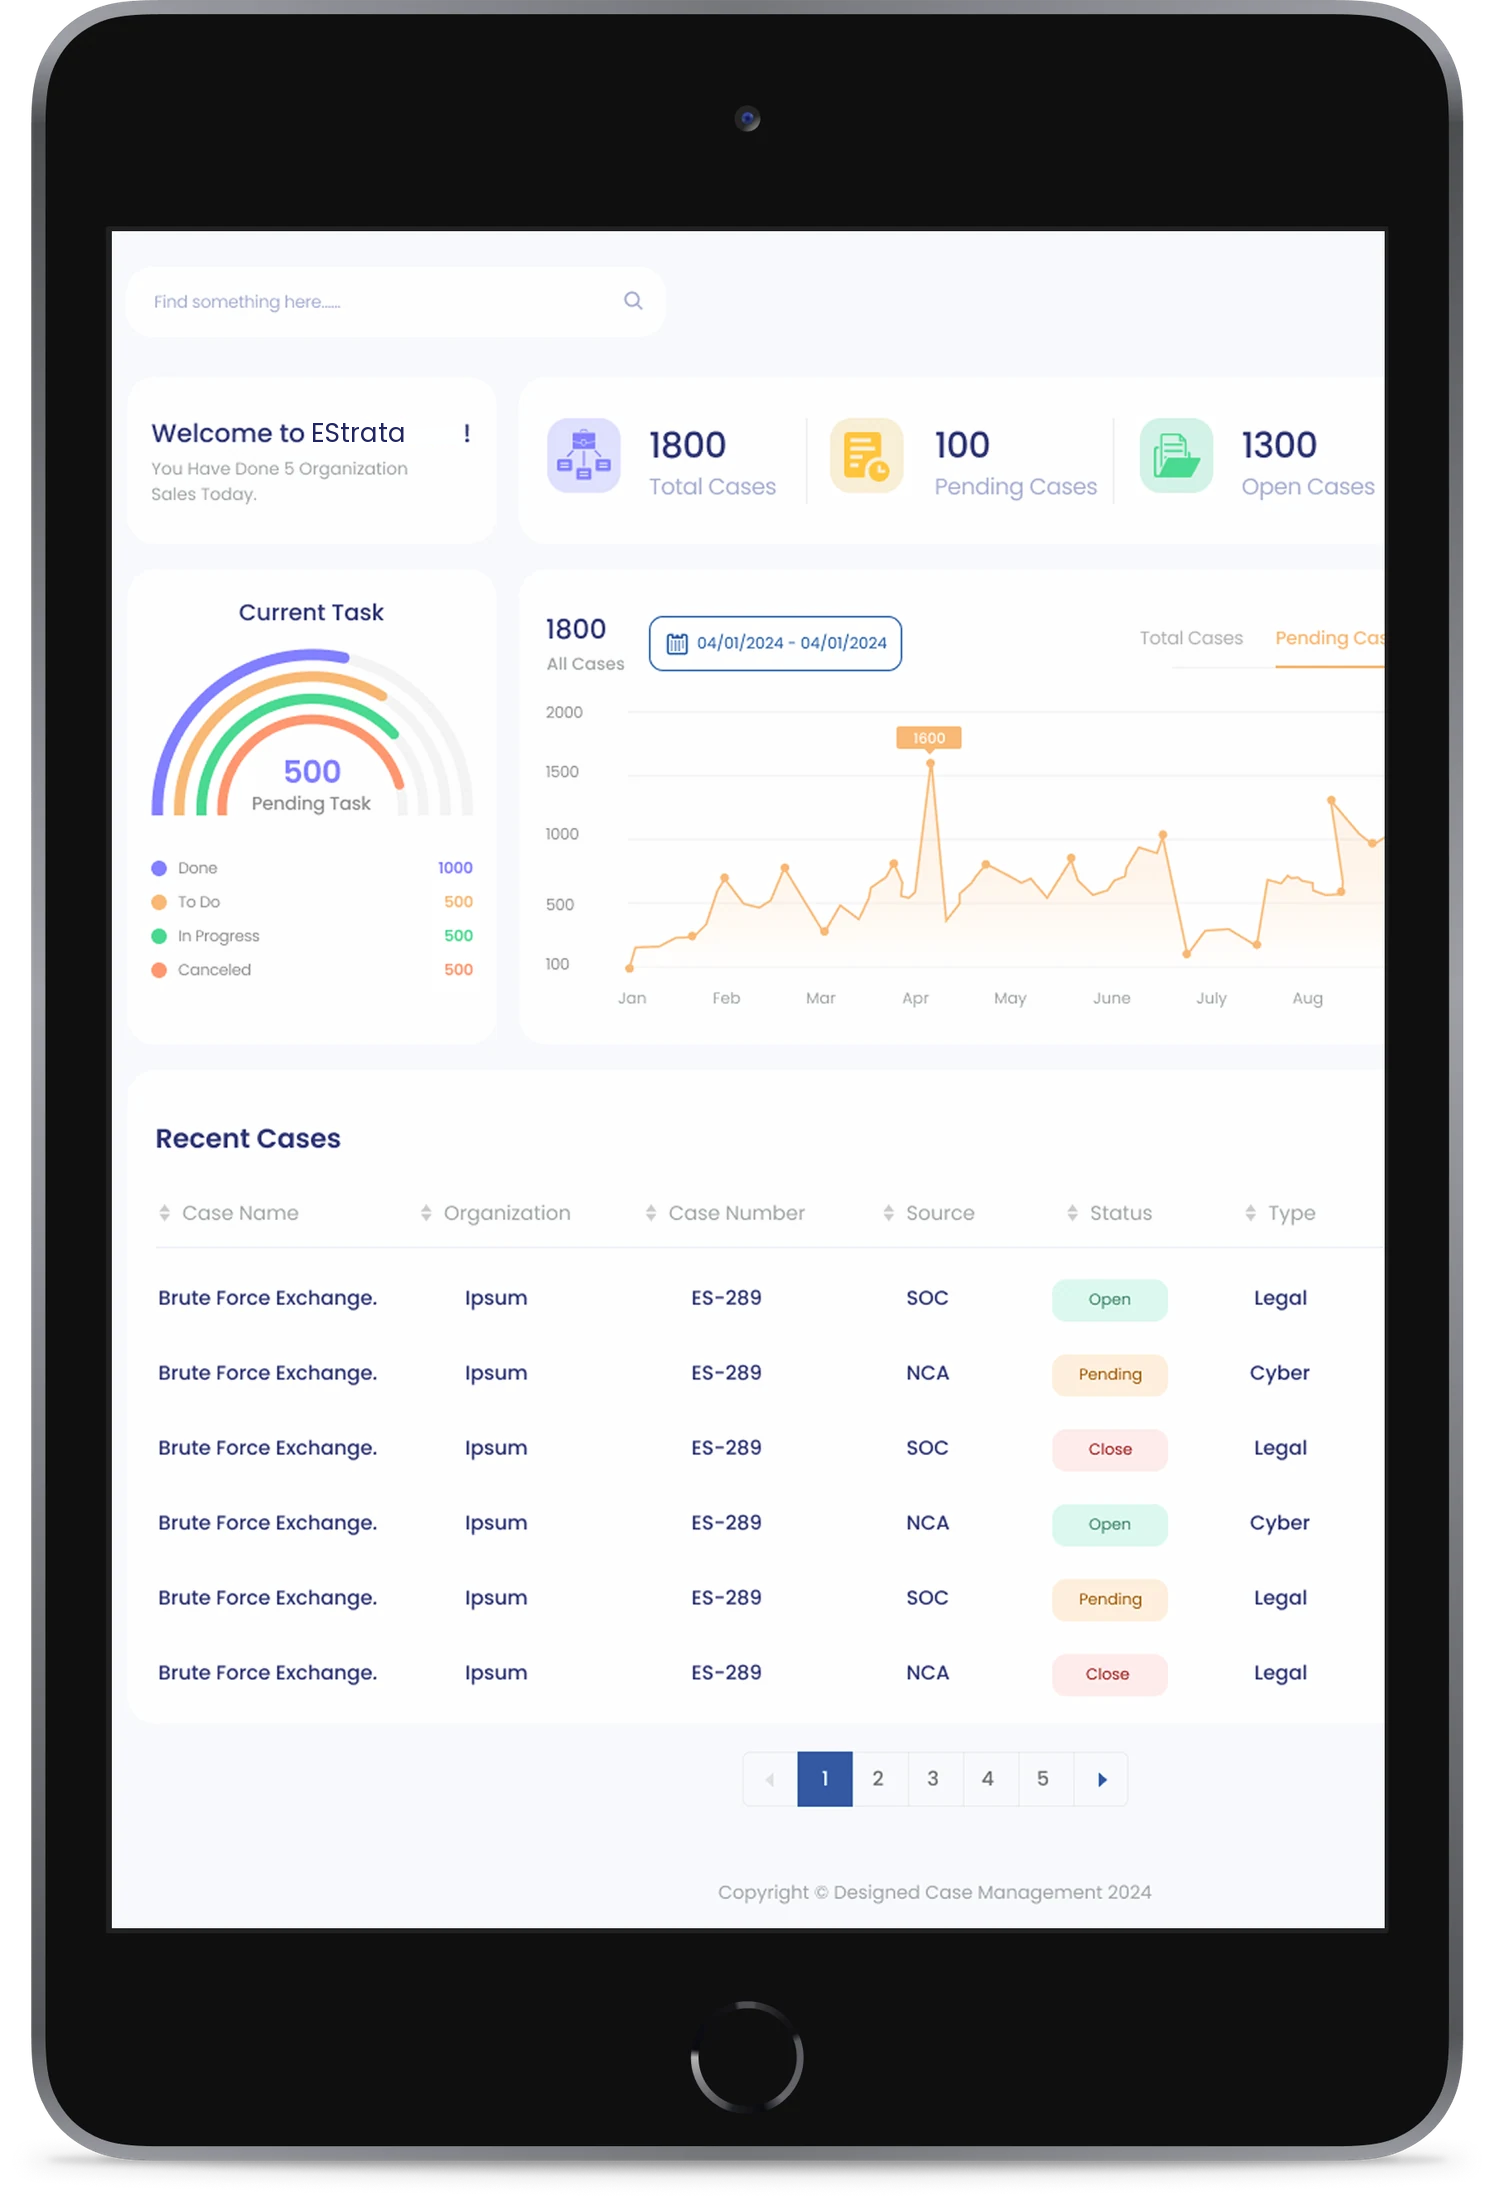 Find something here......
Welcome to EStrata !
You Have Done 5 Organization
Sales Today.
1800
Total Cases
100
Pending Cases
1300
Open Cases
Current Task
500
Pending Task
Done 1000
To Do 500
In Progress 500
Canceled 500
1800
All Cases
04/01/2024 - 04/01/2024
Total Cases Pending Cas
2000
1600
1500
1000
500
100
Jan Feb Mar Apr May June July Aug
Recent Cases
Case Name Organization Case Number Source Status Type
Brute Force Exchange. Ipsum ES-289 SOC Open Legal
Brute Force Exchange. Ipsum ES-289 NCA Pending Cyber
Brute Force Exchange. Ipsum ES-289 SOC Close Legal
Brute Force Exchange. Ipsum ES-289 NCA Open Cyber
Brute Force Exchange. Ipsum ES-289 SOC Pending Legal
Brute Force Exchange. Ipsum ES-289 NCA Close Legal
1 2 3 4 5
Copyright © Designed Case Management 2024